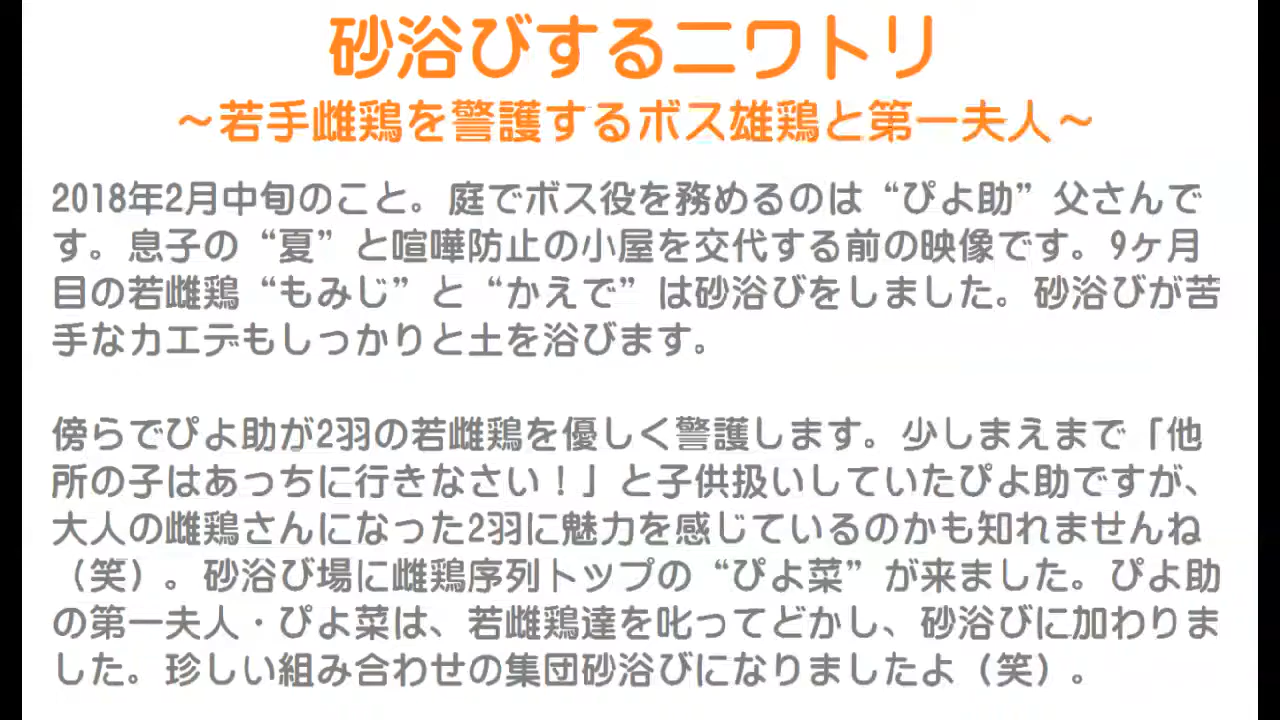 砂浴びするニワトリ
～若手雌鶏を警護するボス雄鶏と第一夫人～
2018年2月中旬のこと。庭でボス役を務めるのは“ぴよ助”父さんで
す。息子の“夏”と喧嘩防止の小屋を交代する前の映像です。9ヶ月
目の若雌鶏“もみじ”と“かえで”は砂浴びをしました。砂浴びが苦
手なカエデもしっかりと土を浴びます。
傍らでぴよ助が2羽の若雌鶏を優しく警護します。少しまえまで「他
所の子はあっちに行きなさい！」と子供扱いしていたぴよ助ですが、
大人の雌鶏さんになった2羽に魅力を感じているのかも知れませんね
（笑）。砂浴び場に雌鶏序列トップの“ぴよ菜”が来ました。ぴよ助
の第一夫人・ぴよ菜は、若雌鶏達を叱ってどかし、砂浴びに加わりま
した。珍しい組み合わせの集団砂浴びになりましたよ（笑）。